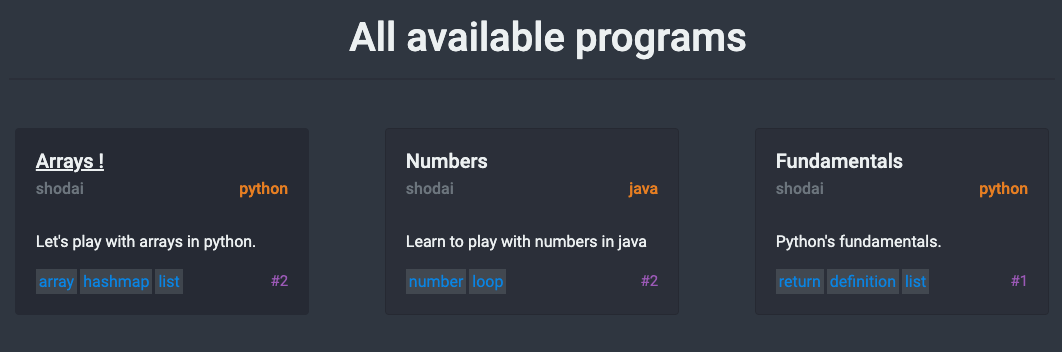 All available programs
Arrays !
shodai python
Let's play with arrays in python.
array hashmap list #2
Numbers
shodai java
Learn to play with numbers in java
number loop #2
Fundamentals
shodai python
Python's fundamentals.
return definition list #1